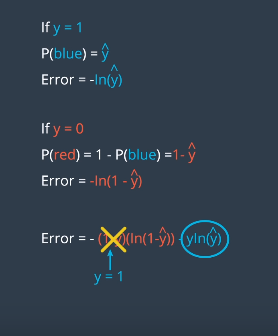 If y = 1
P(blue) = ŷ
Error = -ln(ŷ)
If y = 0
P(red) = 1 - P(blue) = 1- ŷ
Error = -ln(1 - ŷ)
Error = - (1-y)(ln(1-ŷ)) - yln(ŷ)
y = 1